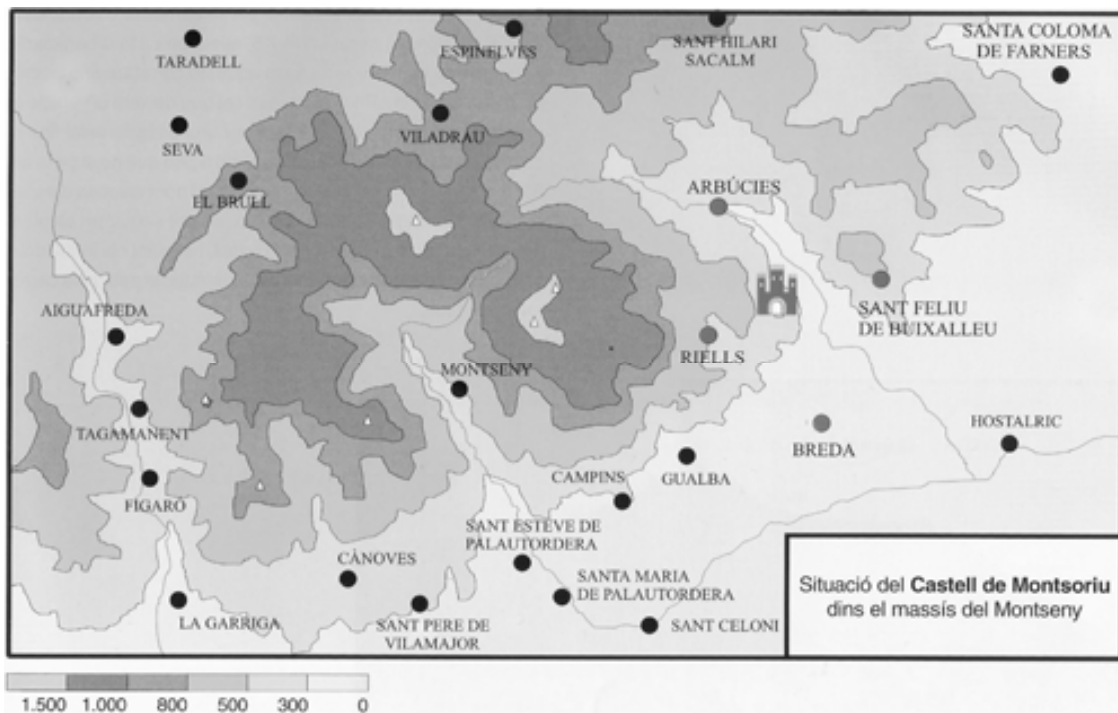 TARADELL
ESPINELVES
SANT HILARI
SACALM
SANTA COLOMA
DE FARNERS
SEVA
VILADRAU
EL BRULL
ARBÚCIES
AIGUAFREDA
SANT FELIU
DE BUIXALLEU
RIELLS
MONTSENY
TAGAMANENT
HOSTALRIC
BREDA
FIGARÓ
CAMPINS
GUALBA
SANT ESTEVE DE
PALAUTORDERA
CÀNOVES
SANTA MARIA
DE PALAUTORDERA
LA GARRIGA
SANT PERE DE
VILAMAJOR
SANT CELONI
Situació del Castell de Montsoriu
dins el massís del Montseny
1.500 1.000 800 500 300 0